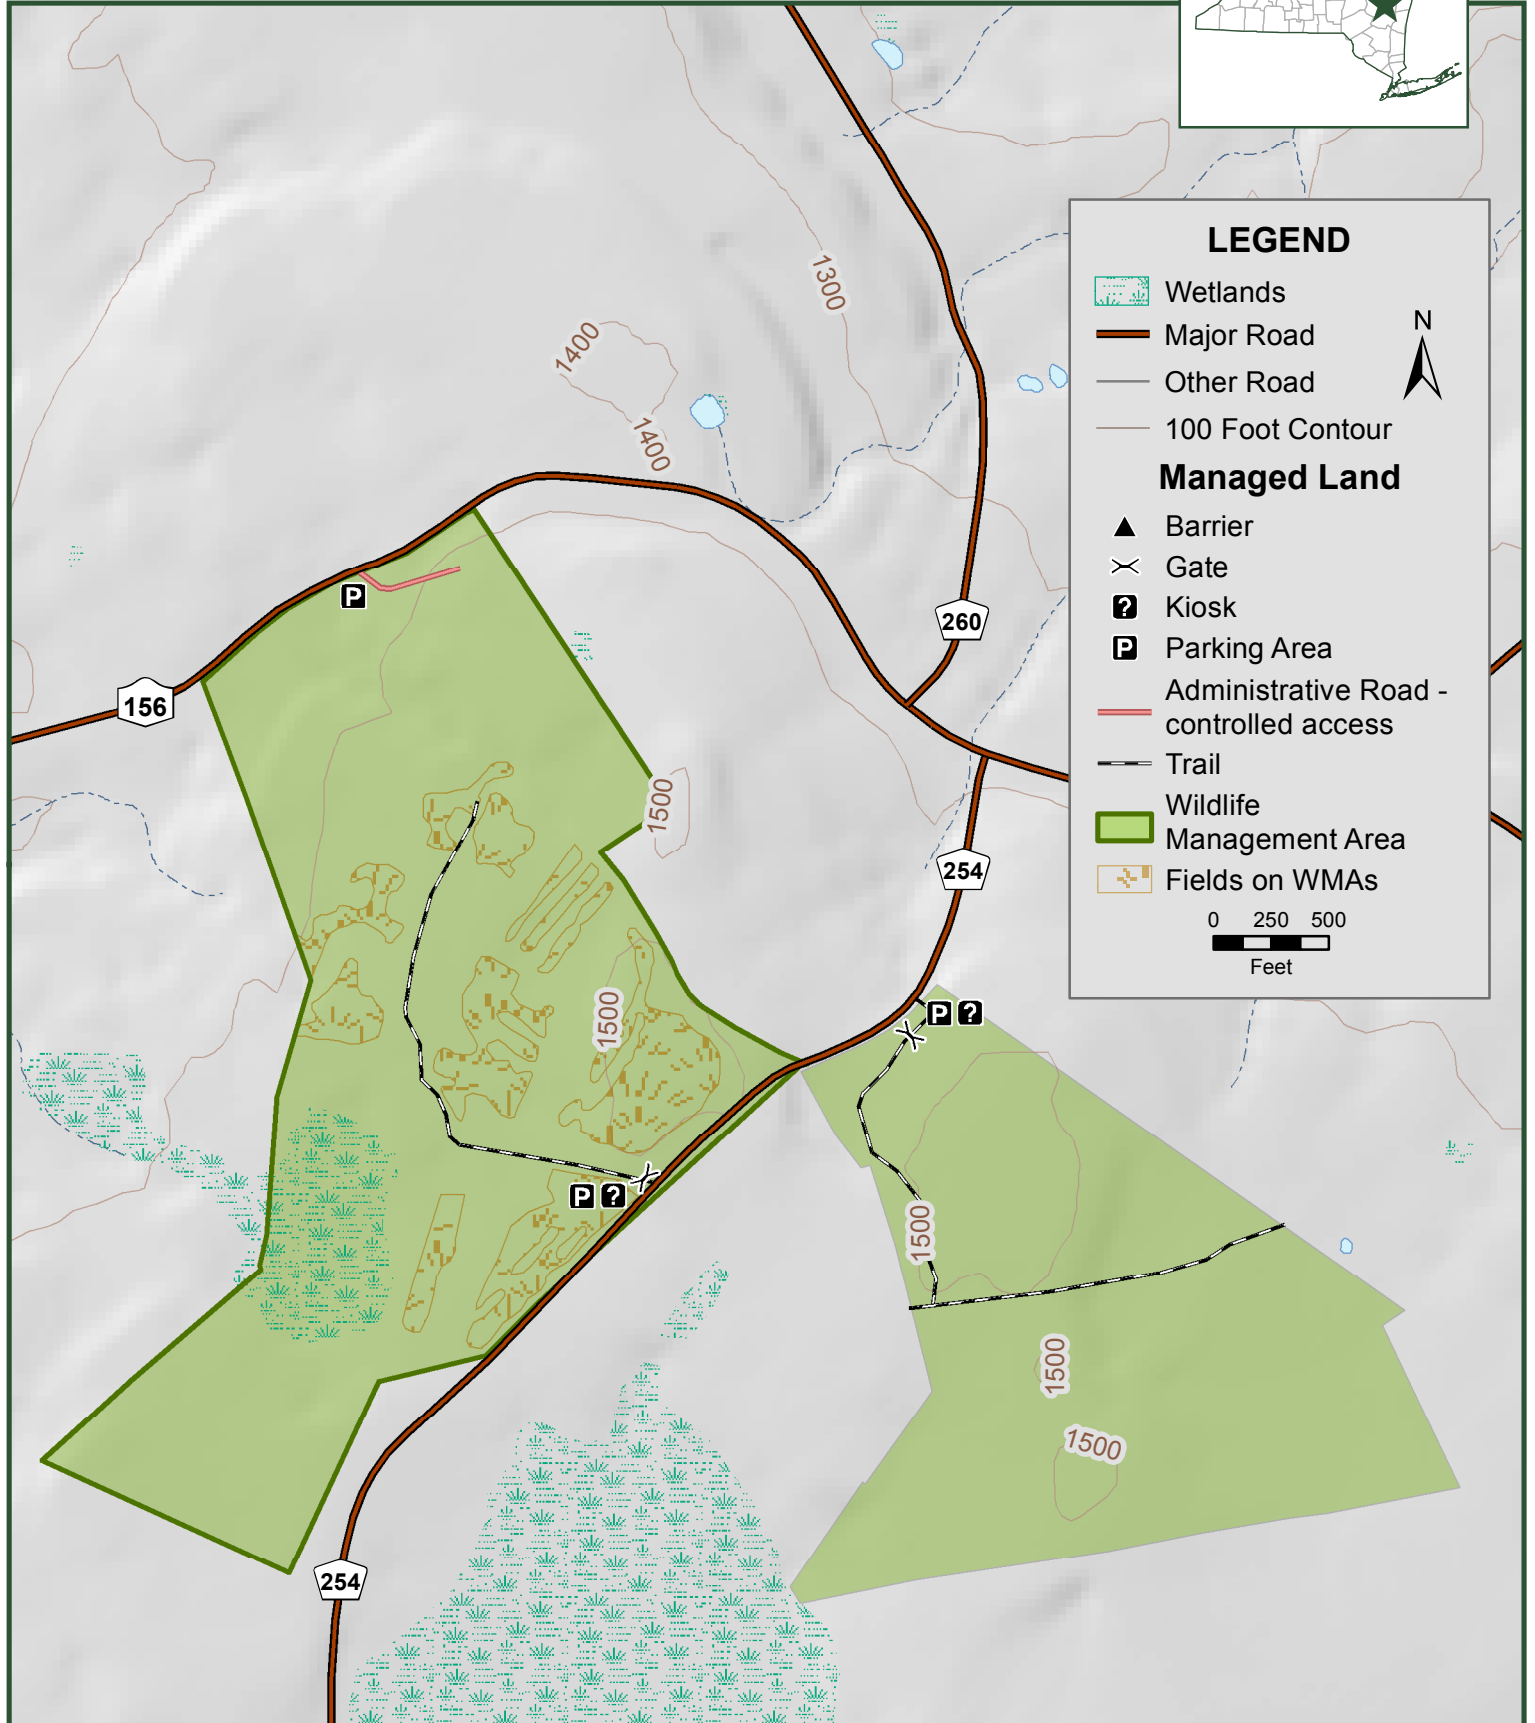 LEGEND
Wetlands
Major Road
Other Road
100 Foot Contour
N
Managed Land
Barrier
Gate
? Kiosk
P Parking Area
Administrative Road -
controlled access
Trail
Wildlife
Management Area
Fields on WMAs
0 250 500
Feet
1300
1400
1400
P
260
156
1500
254
1500
P ?
P ?
1500
1500
1500
254